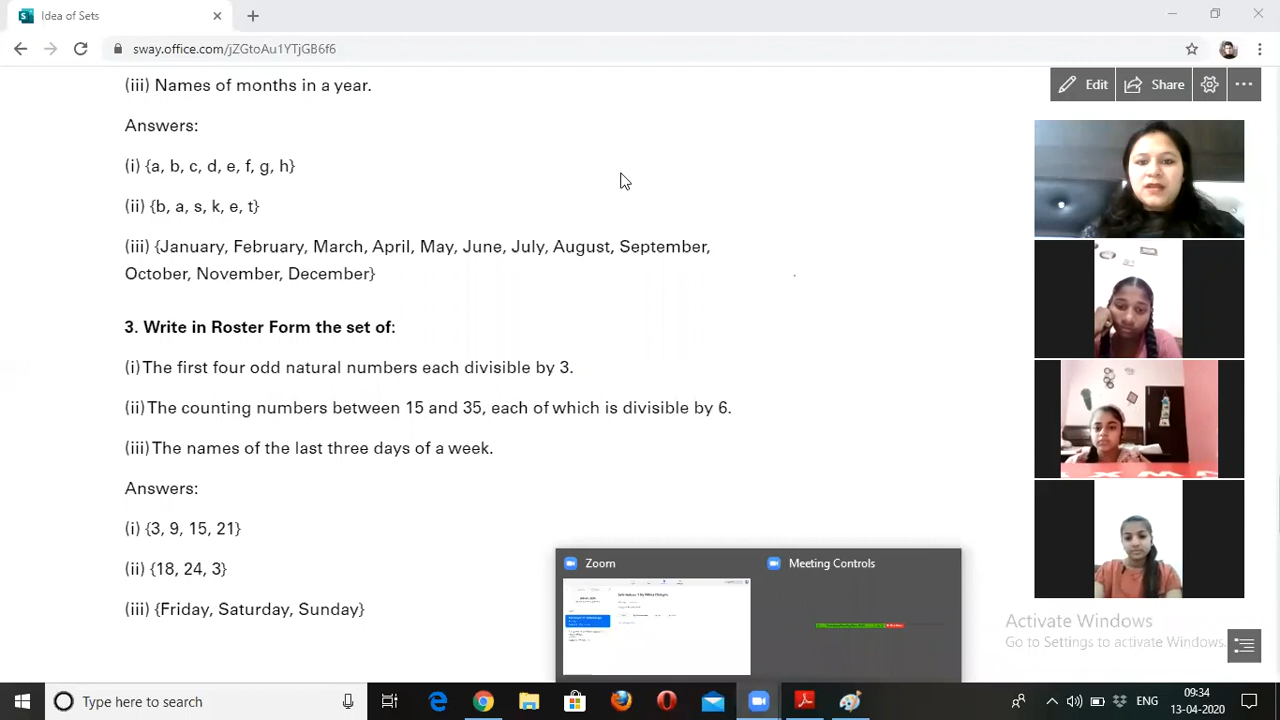 Idea of Sets
sway.office.com/jZGtoAu1YTjGB6f6
(iii) Names of months in a year.
Edit
Share
Answers:
(i) {a, b, c, d, e, f, g, h}
(ii) {b, a, s, k, e, t}
(iii) {January, February, March, April, May, June, July, August, September,
October, November, December}
3. Write in Roster Form the set of:
(i) The first four odd natural numbers each divisible by 3.
(ii) The counting numbers between 15 and 35, each of which is divisible by 6.
(iii) The names of the last three days of a week.
Answers:
(i) {3, 9, 15, 21}
(ii) {18, 24, 3}
(iii) {Friday, Saturday, Sunday}
Zoom
Meeting Controls
Activate Windows
Go to Settings to activate Windows.
Type here to search
ENG
09:34
13-04-2020